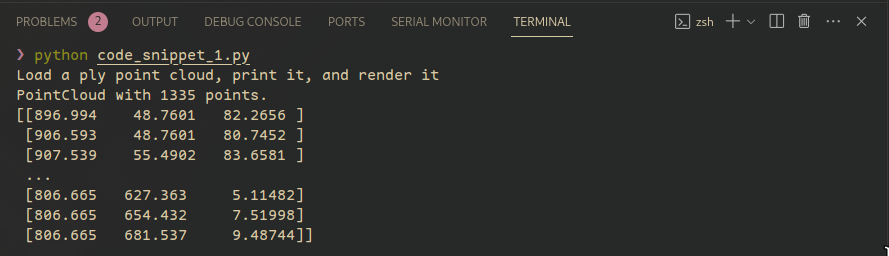 PROBLEMS 2 OUTPUT DEBUG CONSOLE PORTS SERIAL MONITOR TERMINAL zsh
❯ python code_snippet_1.py
Load a ply point cloud, print it, and render it
PointCloud with 1335 points.
[[896.994    48.7601   82.2656 ]
 [906.593    48.7601   80.7452 ]
 [907.539    55.4902   83.6581 ]
 ...
 [806.665   627.363     5.11482]
 [806.665   654.432     7.51998]
 [806.665   681.537     9.48744]]